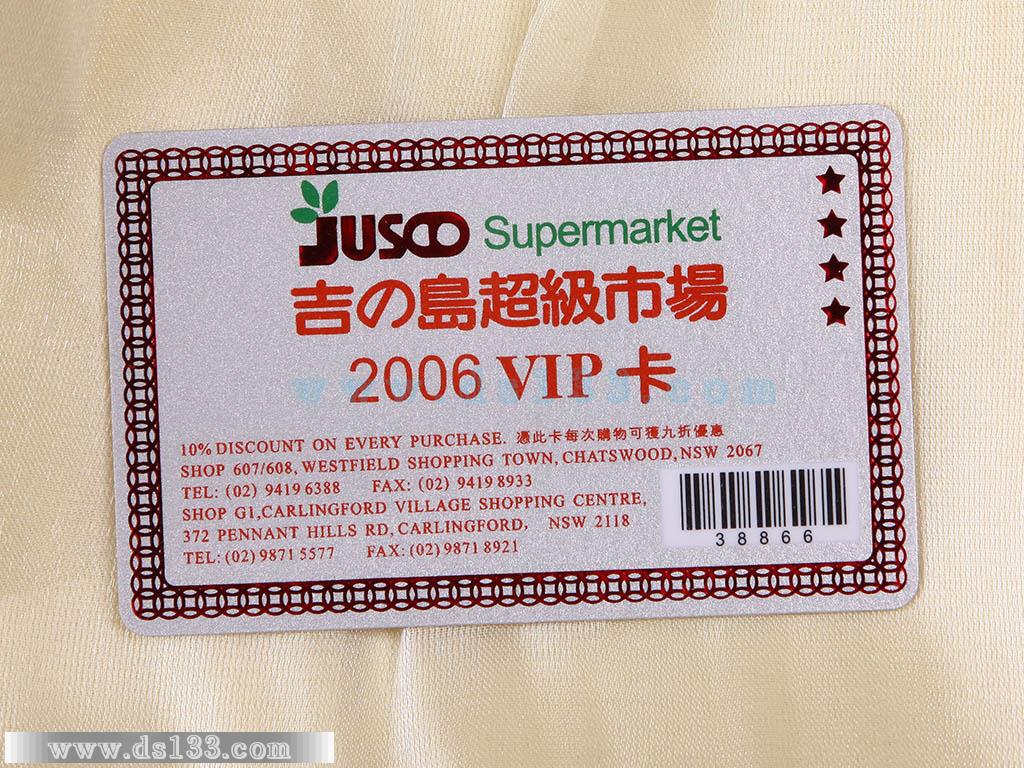 JUSCO Supermarket
吉の島超級市場
2006 VIP 卡
www.ds133.com
10% DISCOUNT ON EVERY PURCHASE. 憑此卡每次購物可獲九折優惠
SHOP 607/608, WESTFIELD SHOPPING TOWN, CHATSWOOD, NSW 2067
TEL: (02) 9419 6388 FAX: (02) 9419 8933
SHOP G1, CARLINGFORD VILLAGE SHOPPING CENTRE,
372 PENNANT HILLS RD, CARLINGFORD, NSW 2118
TEL: (02) 9871 5577 FAX: (02) 9871 8921
38866
www.ds133.com